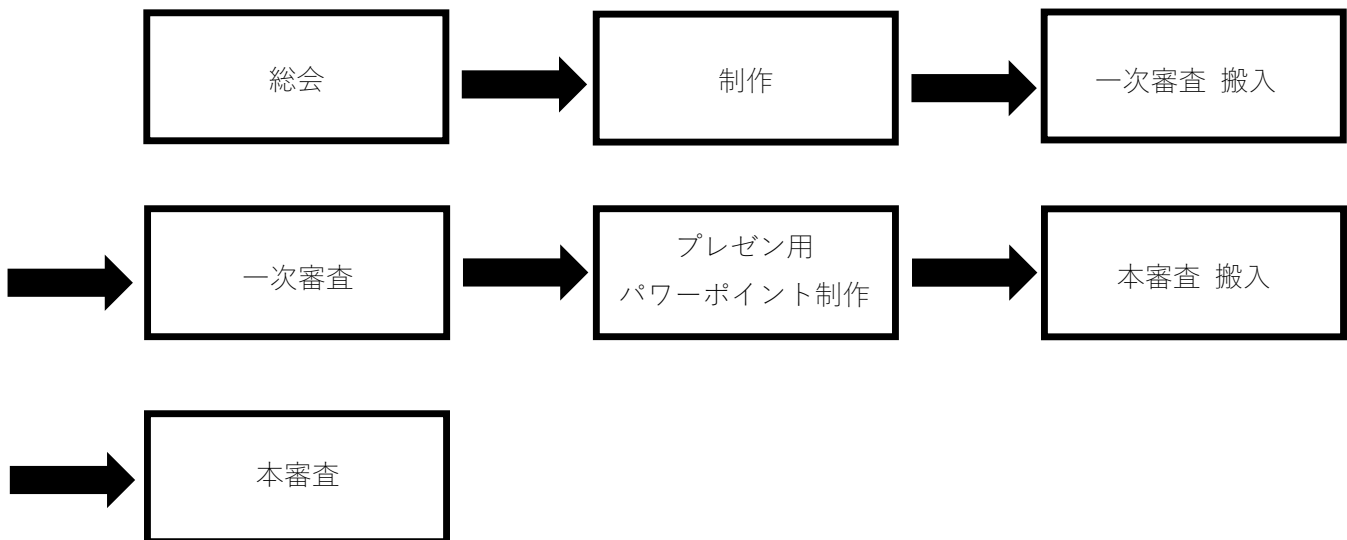 総会
制作
一次審査 搬入
一次審査
プレゼン用
パワーポイント制作
本審査 搬入
本審査